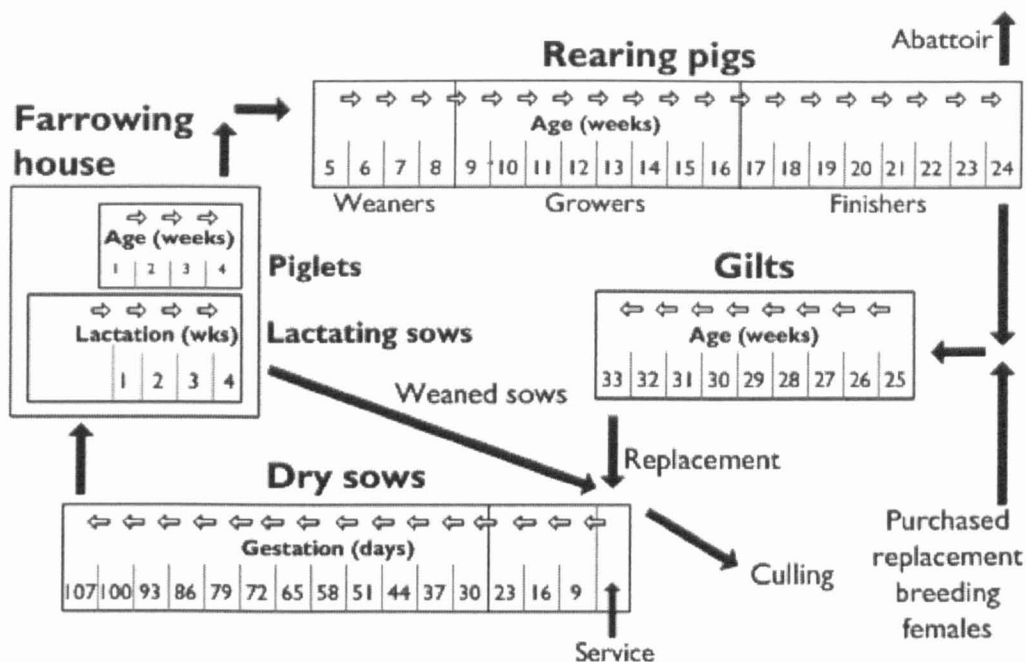 Abattoir
Rearing pigs
Age (weeks)
5 6 7 8 9 10 11 12 13 14 15 16 17 18 19 20 21 22 23 24
Weaners Growers Finishers
Farrowing
house
Age (weeks)
1 2 3 4
Piglets
Lactation (wks)
1 2 3 4
Lactating sows
Gilts
Age (weeks)
33 32 31 30 29 28 27 26 25
Weaned sows
Replacement
Dry sows
Gestation (days)
107 100 93 86 79 72 65 58 51 44 37 30 23 16 9
Service
Culling
Purchased
replacement
breeding
females